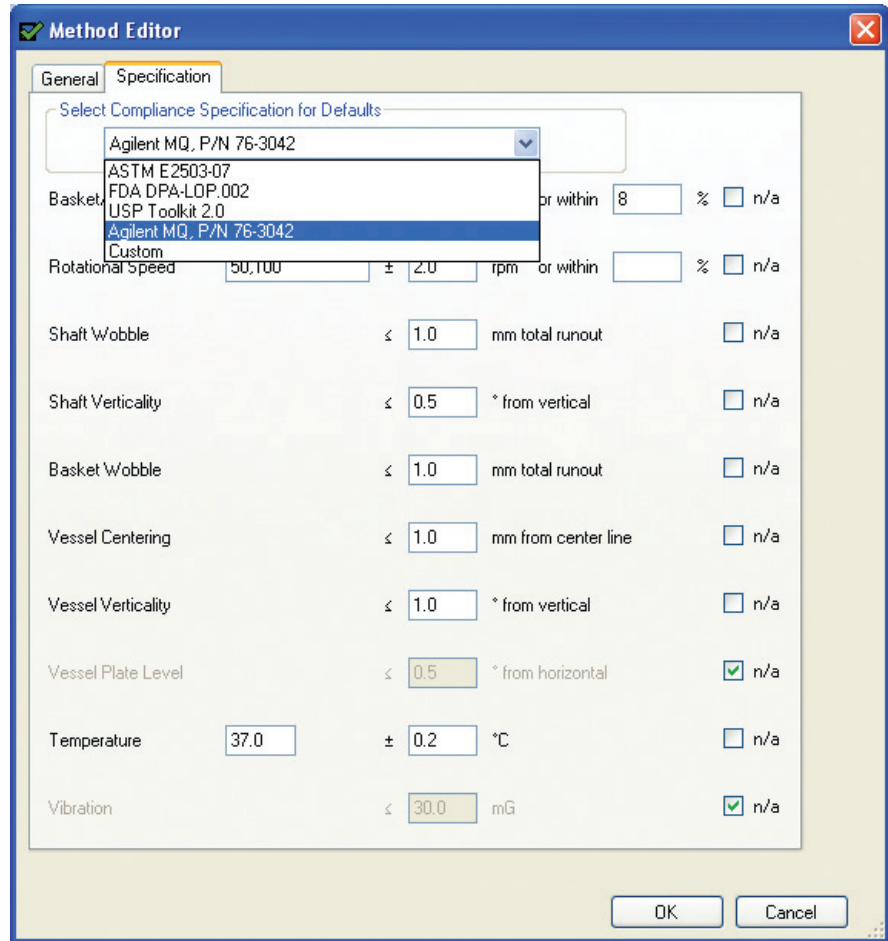 Method Editor
General Specification
Select Compliance Specification for Defaults
Agilent MQ, P/N 76-3042
ASTM E2503-07
FDA DPA-LOP.002
USP Toolkit 2.0
Agilent MQ, P/N 76-3042
Custom
Basket/ or within 8 % n/a
Rotational Speed 50,100 ± 2.0 rpm or within % n/a
Shaft Wobble ≤ 1.0 mm total runout n/a
Shaft Verticality ≤ 0.5 ° from vertical n/a
Basket Wobble ≤ 1.0 mm total runout n/a
Vessel Centering ≤ 1.0 mm from center line n/a
Vessel Verticality ≤ 1.0 ° from vertical n/a
Vessel Plate Level ≤ 0.5 ° from horizontal n/a
Temperature 37.0 ± 0.2 °C n/a
Vibration ≤ 30.0 mG n/a
OK Cancel